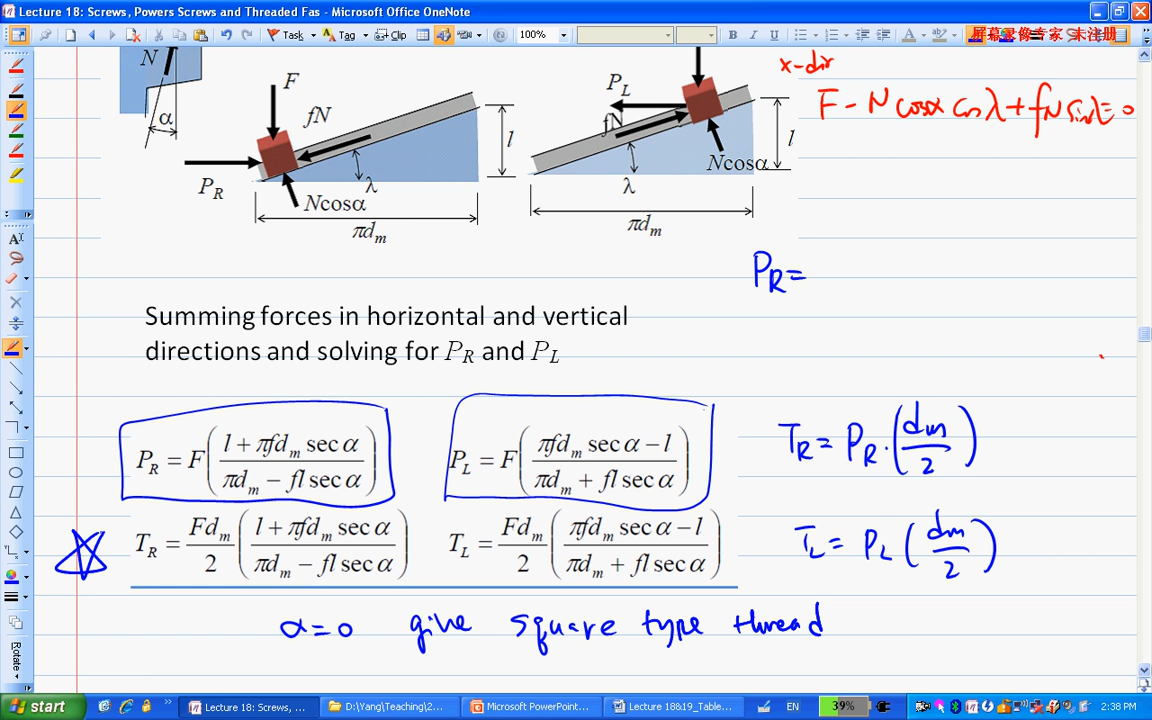 Lecture 18: Screws, Powers Screws and Threaded Fas - Microsoft Office OneNote
Task Tag Clip 100% B I U
屏幕录像专家 未注册
N
α
F
fN
P_R
Ncosα
λ
l
πd_m
P_L
fN
Ncosα
λ
l
πd_m
x-dir
F - N cosα cosλ + fN sinλ = 0
P_R =
Summing forces in horizontal and vertical
directions and solving for P_R and P_L
P_R = F((l + πfd_m sec α)/(πd_m − fl sec α))
P_L = F((πfd_m sec α − l)/(πd_m + fl sec α))
T_R = P_R · (d_m/2)
T_R = Fd_m/2 ((l + πfd_m sec α)/(πd_m − fl sec α))
T_L = Fd_m/2 ((πfd_m sec α − l)/(πd_m + fl sec α))
T_L = P_L (d_m/2)
α = 0 give square type thread
Rotate
start
Lecture 18: Screws, ...
D:\Yang\Teaching\2...
Microsoft PowerPoint...
Lecture 18&19_Table...
EN
39%
2:38 PM